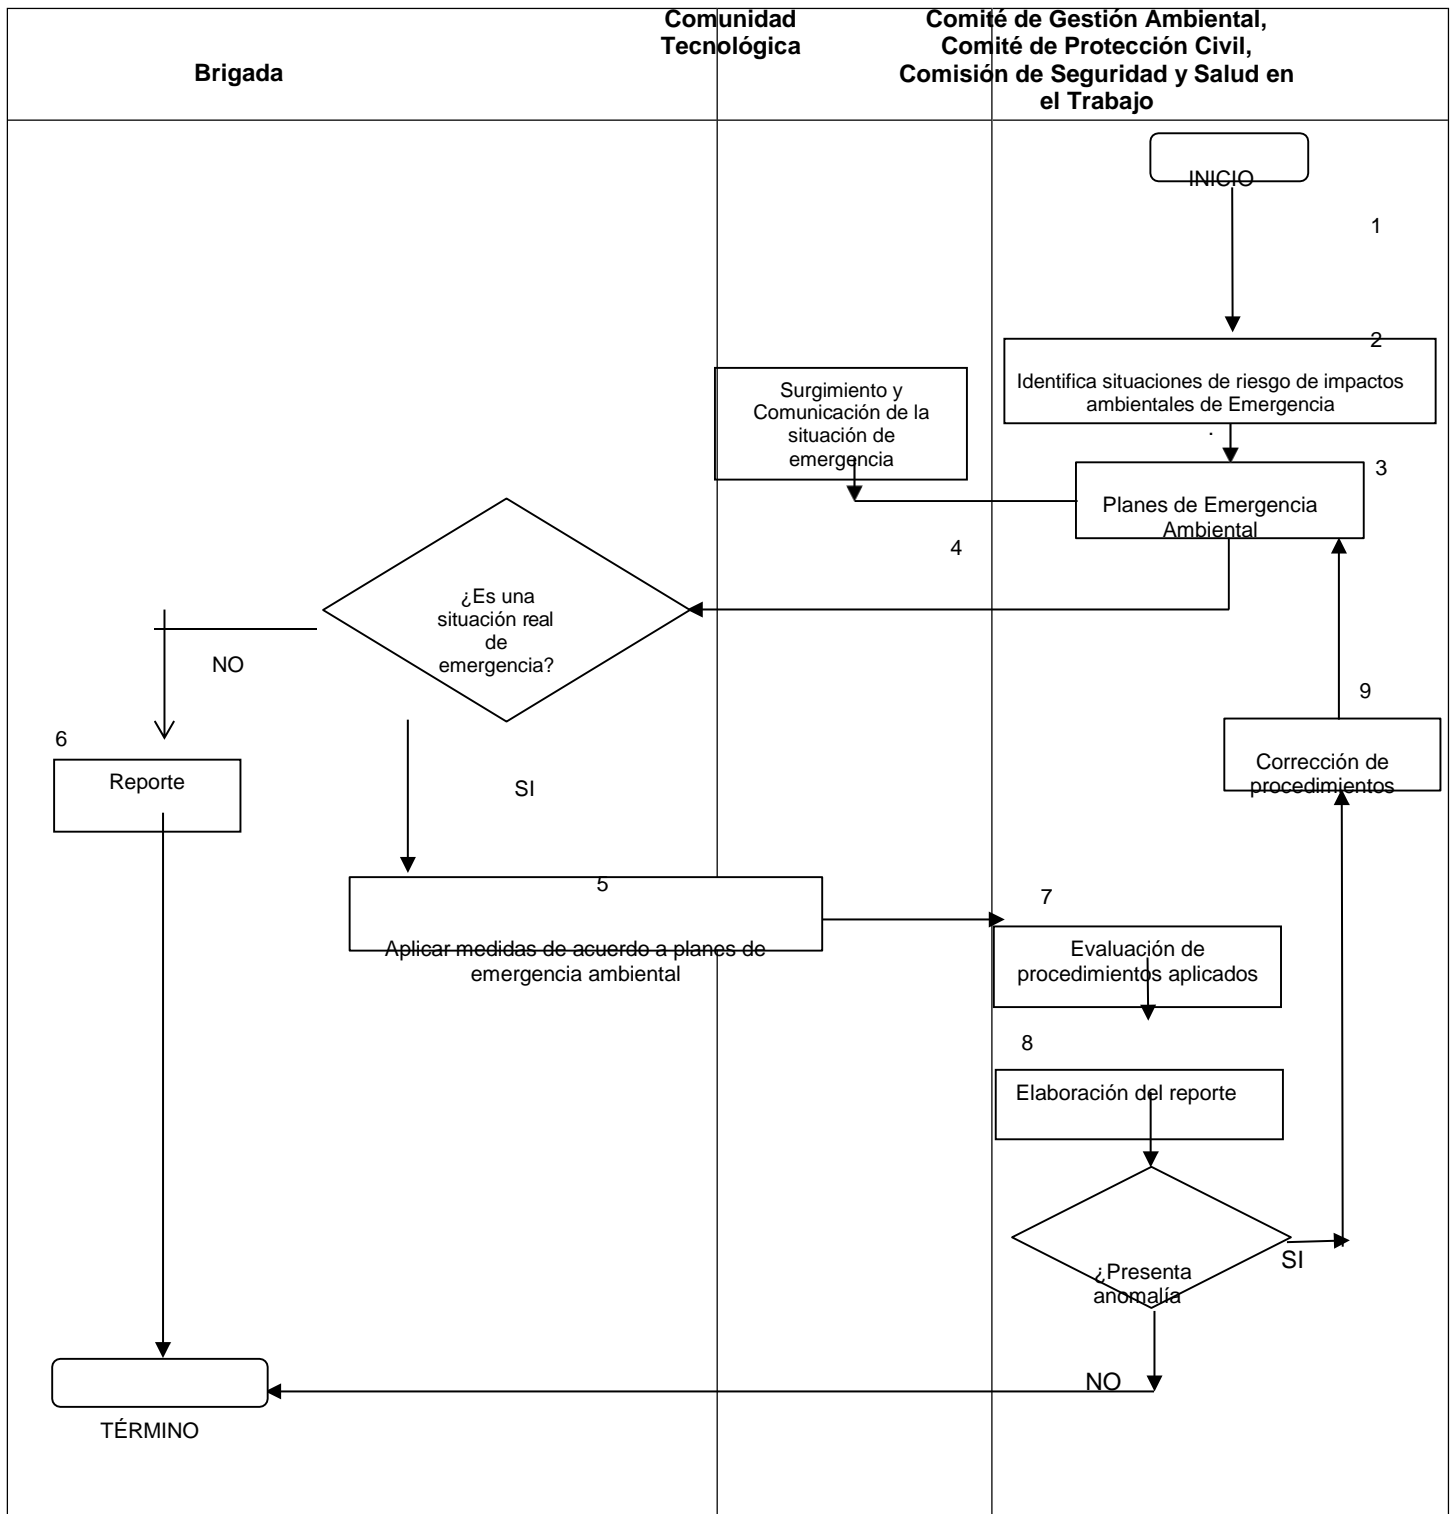 Brigada
Comunidad
Tecnológica
Comité de Gestión Ambiental,
Comité de Protección Civil,
Comisión de Seguridad y Salud en
el Trabajo
INICIO
1
2
Identifica situaciones de riesgo de impactos
ambientales de Emergencia
.
Surgimiento y
Comunicación de la
situación de
emergencia
3
Planes de Emergencia
Ambiental
4
¿Es una
situación real
de
emergencia?
NO
SI
6
Reporte
9
Corrección de
procedimientos
5
Aplicar medidas de acuerdo a planes de
emergencia ambiental
7
Evaluación de
procedimientos aplicados
8
Elaboración del reporte
¿Presenta
anomalía
SI
NO
TÉRMINO